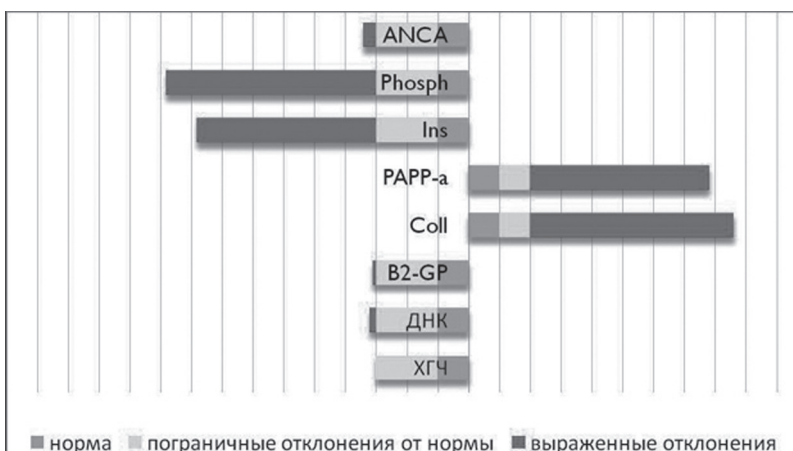 ANCA
Phosph
Ins
PAPP-a
Coll
B2-GP
ДНК
ХГЧ
норма пограничные отклонения от нормы выраженные отклонения